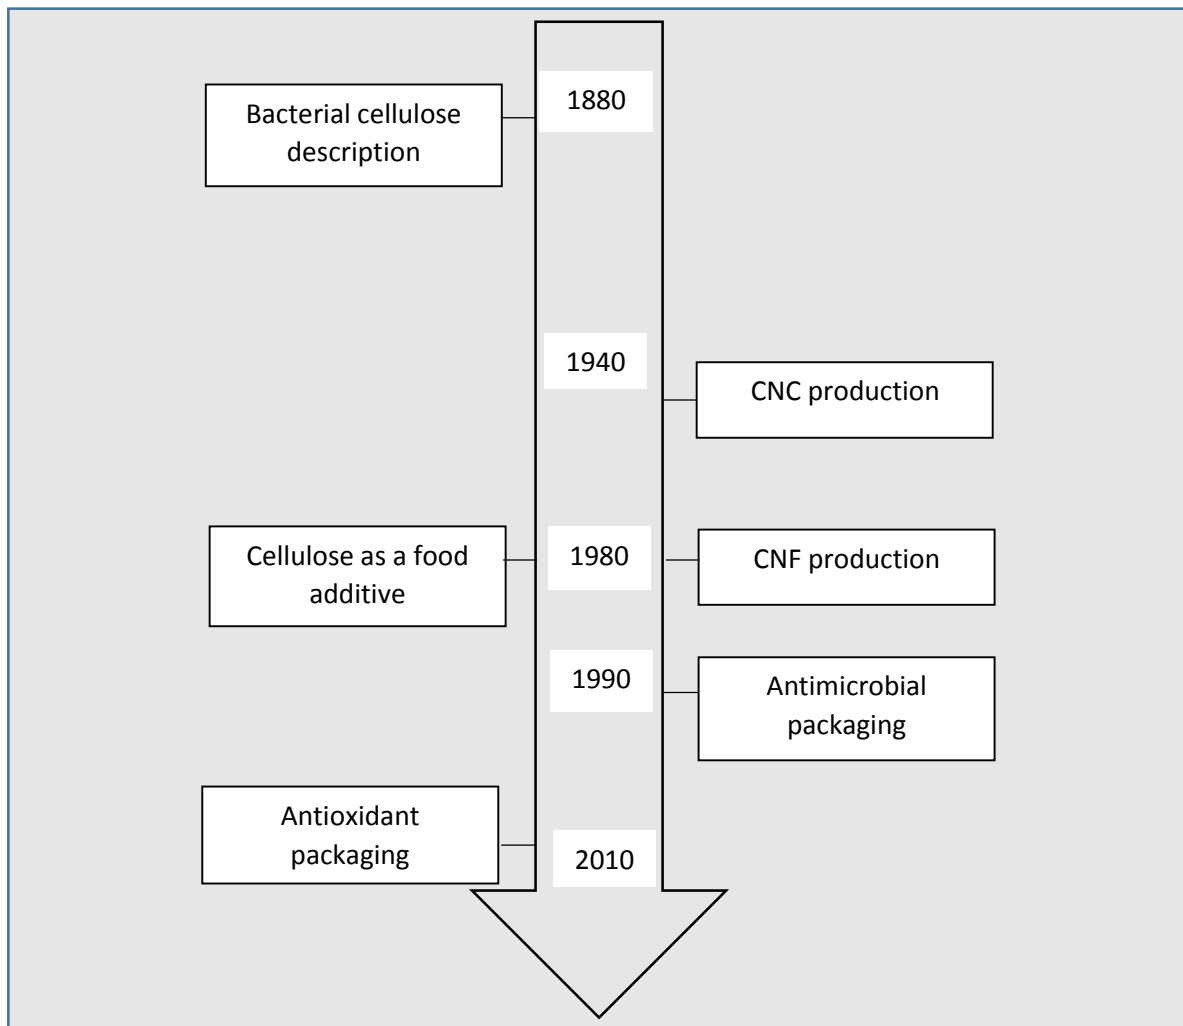 1880
Bacterial cellulose
description
1940
CNC production
Cellulose as a food
additive
1980
CNF production
1990
Antimicrobial
packaging
Antioxidant
packaging
2010